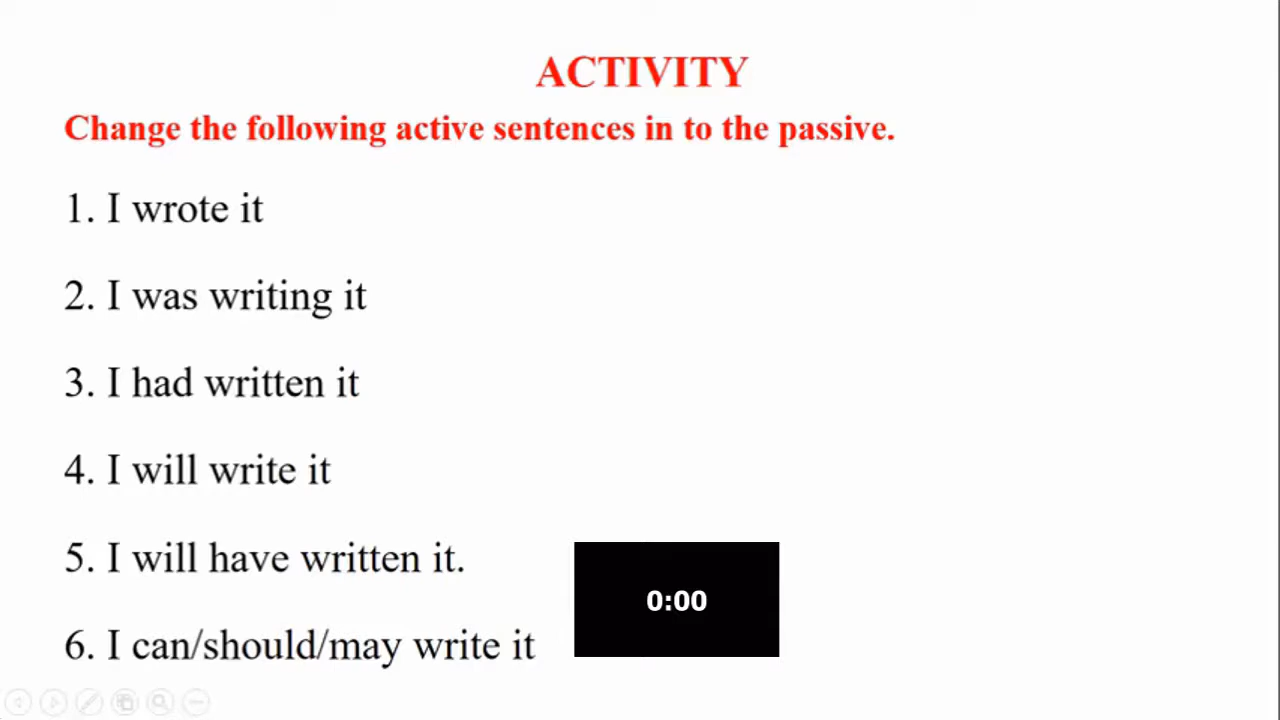 ACTIVITY
Change the following active sentences in to the passive.
1. I wrote it
2. I was writing it
3. I had written it
4. I will write it
5. I will have written it.
0:00
6. I can/should/may write it